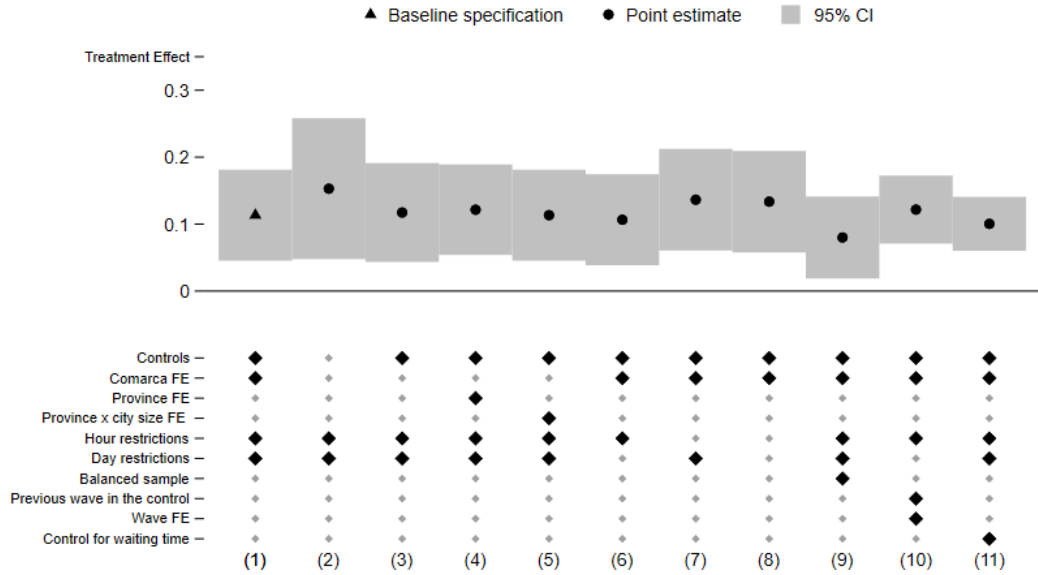 Baseline specification Point estimate 95% CI
Treatment Effect
0.3
0.2
0.1
0
Controls
Comarca FE
Province FE
Province x city size FE
Hour restrictions
Day restrictions
Balanced sample
Previous wave in the control
Wave FE
Control for waiting time
(1) (2) (3) (4) (5) (6) (7) (8) (9) (10) (11)